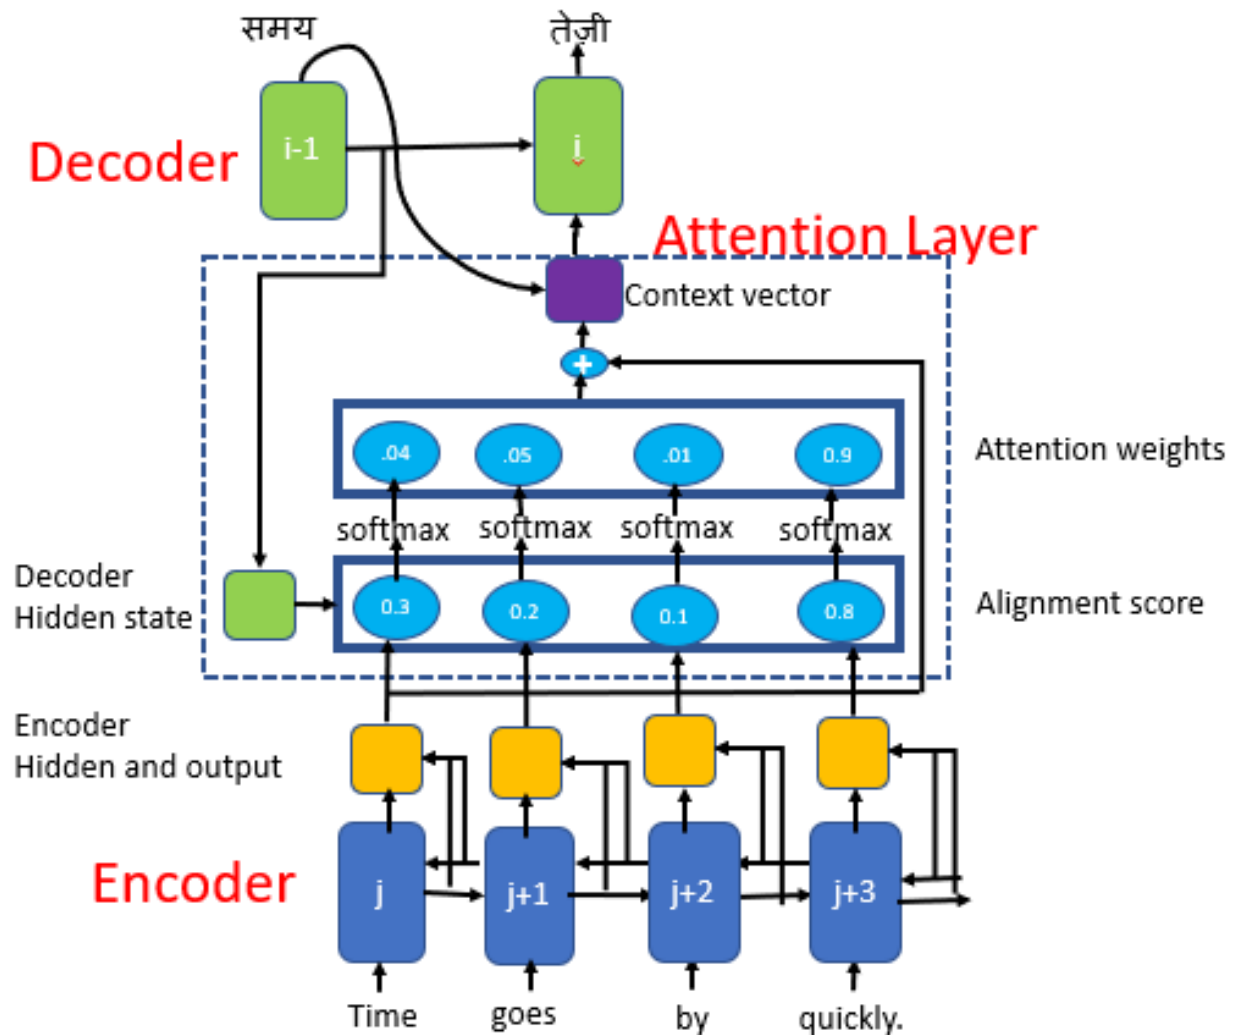 समय
तेज़ी
i-1
i
Decoder
Attention Layer
Context vector
+
.04
.05
.01
0.9
Attention weights
softmax
softmax
softmax
softmax
Decoder
Hidden state
0.3
0.2
0.1
0.8
Alignment score
Encoder
Hidden and output
Encoder
j
j+1
j+2
j+3
Time
goes
by
quickly.